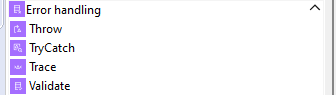 Error handling
Throw
TryCatch
Trace
Validate